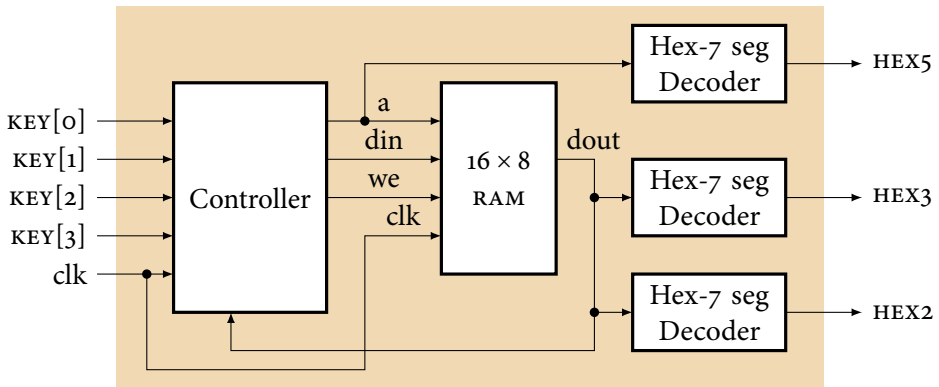 Hex-7 seg
Decoder
HEX5
KEY[0]
KEY[1]
KEY[2]
KEY[3]
clk
Controller
a
din
we
clk
16 × 8
RAM
dout
Hex-7 seg
Decoder
HEX3
Hex-7 seg
Decoder
HEX2